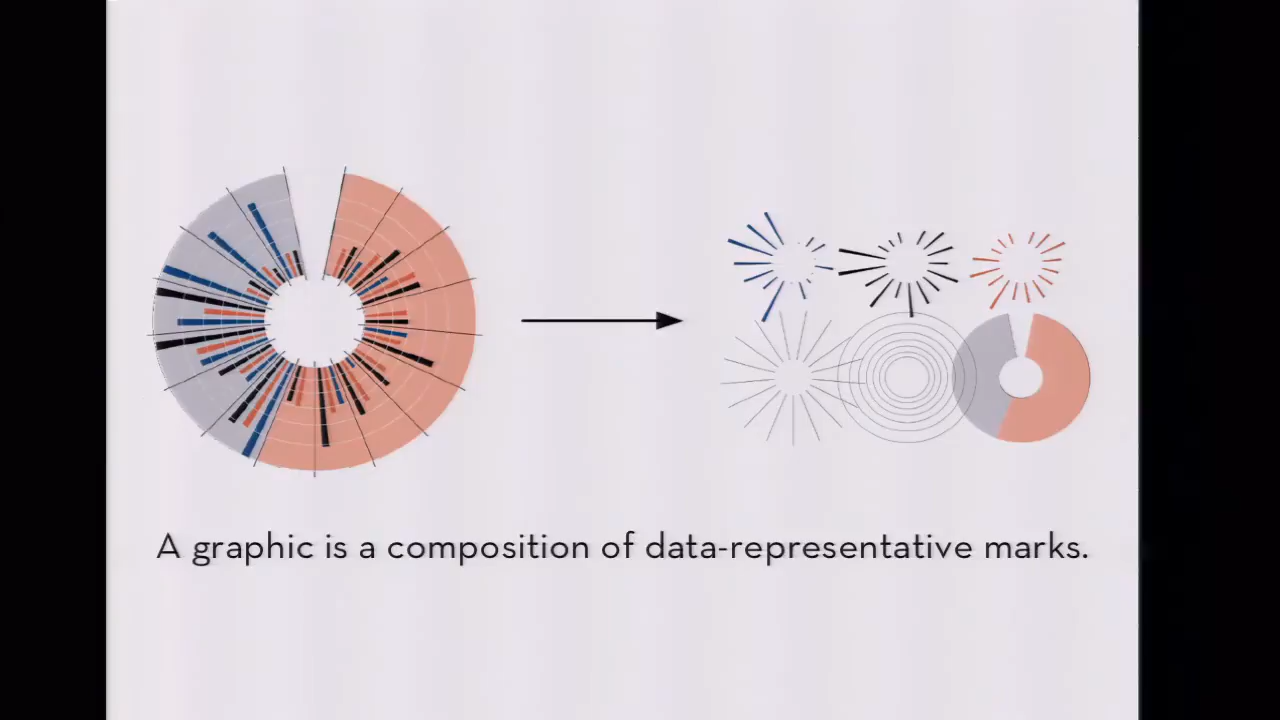 A graphic is a composition of data-representative marks.